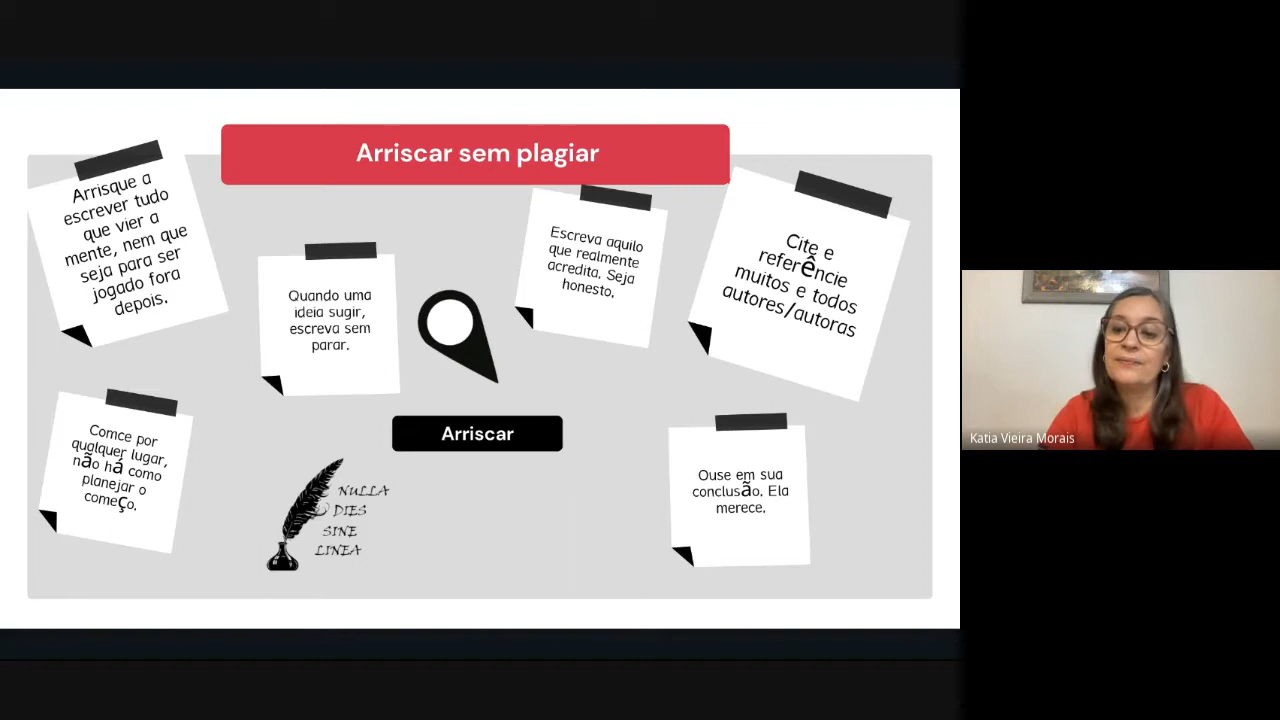 Arriscar sem plagiar
Arrisque a
escrever tudo
que vier a
mente, nem que
seja para ser
jogado fora
depois.
Quando uma
ideia sugir,
escreva sem
parar.
Escreva aquilo
que realmente
acredita. Seja
honesto.
Cite e
referêncie
muitos e todos
autores/autoras
Comce por
qualquer lugar,
não há como
planejar o
começo.
Arriscar
NULLA
DIES
SINE
LINEA
Ouse em sua
conclusão. Ela
merece.
Katia Vieira Morais